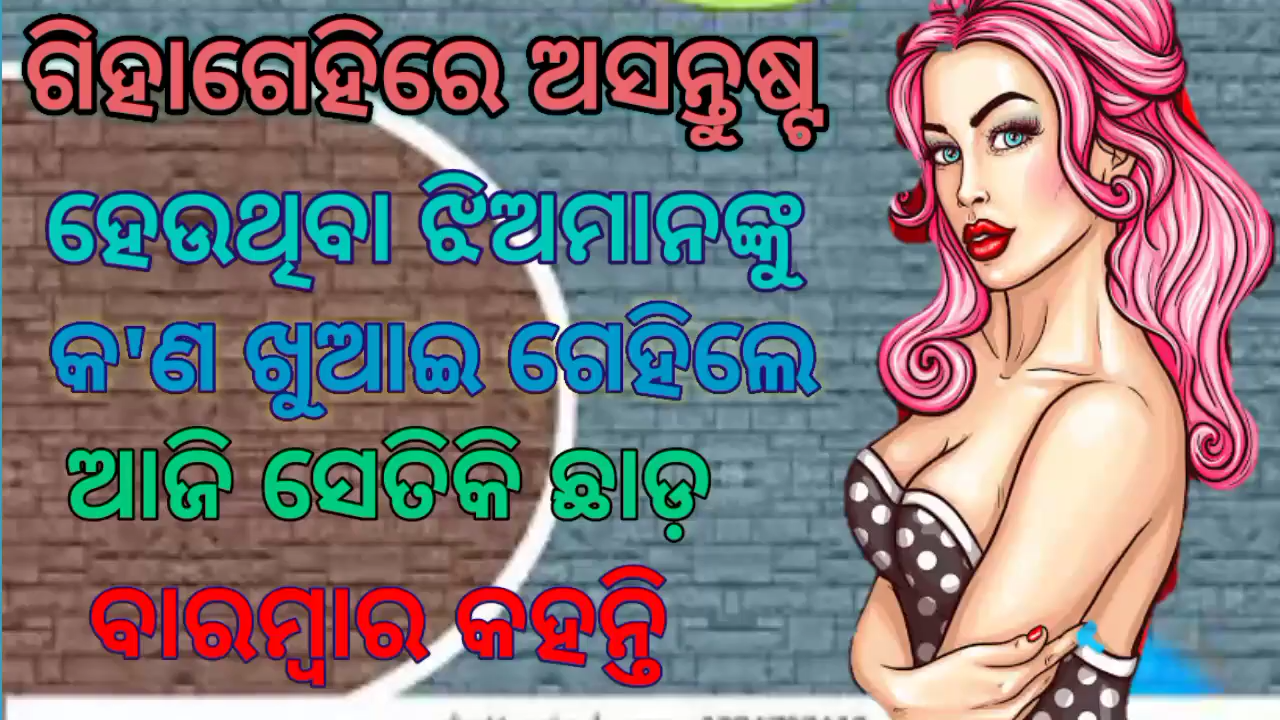 ଗିହାଗେହିରେ ଅସନ୍ତୁଷ୍ଟ
ହେଉଥିବା ଝିଅମାନଙ୍କୁ
କ'ଣ ଖୁଆଇ ଗେହିଲେ
ଆଜି ସେତିକି ଛାଡ଼
ବାରମ୍ବାର କହନ୍ତି